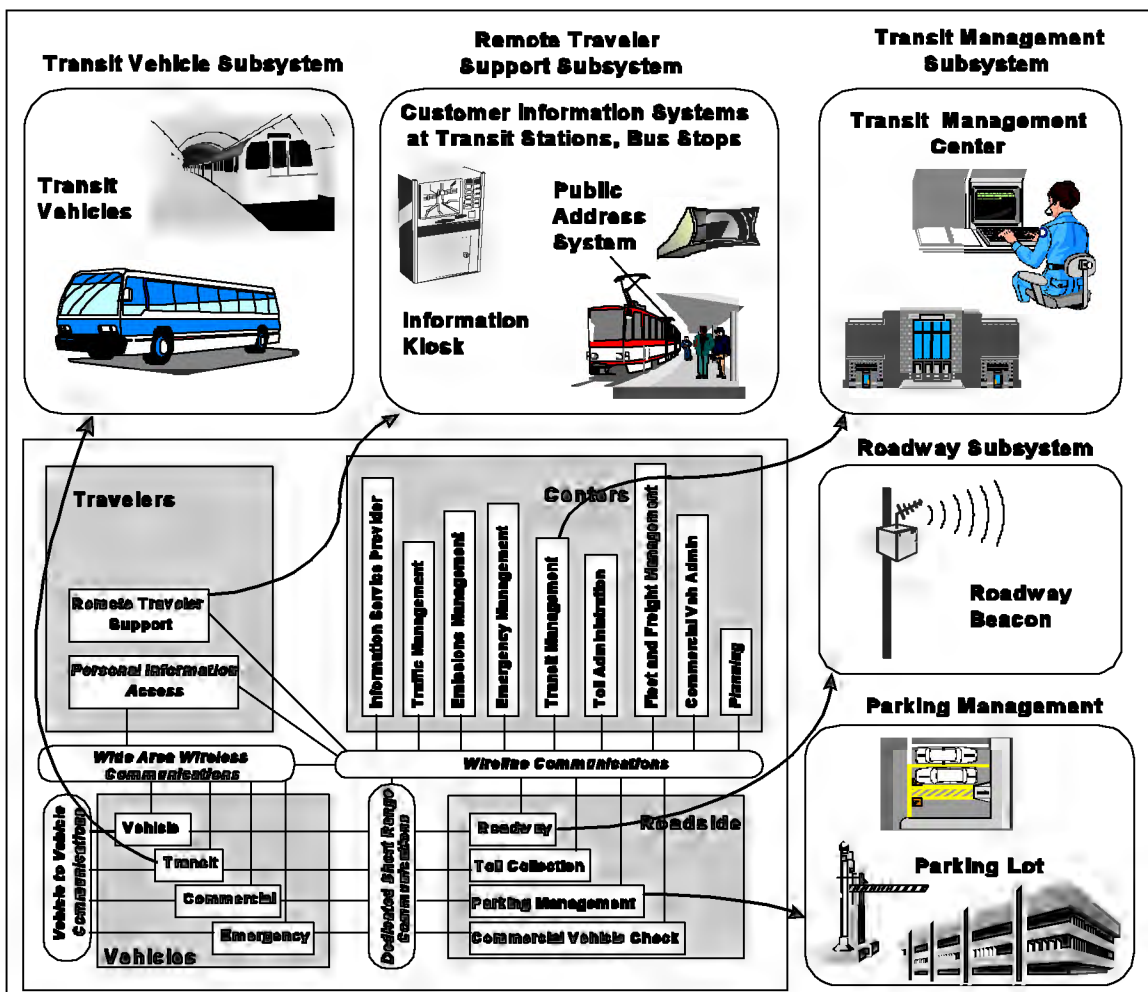 Transit Vehicle Subsystem
Remote Traveler
Support Subsystem
Transit Management
Subsystem
Transit
Vehicles
Customer Information Systems
at Transit Stations, Bus Stops
Public
Address
System
Information
Kiosk
Transit Management
Center
Roadway Subsystem
Roadway
Beacon
Parking Management
Parking Lot
Travelers
Remote Traveler
Support
Personal Information
Access
Centers
Information Service Provider
Traffic Management
Emissions Management
Emergency Management
Transit Management
Toll Administration
Fleet and Freight Management
Commercial Veh Admin
Planning
Wide Area Wireless
Communications
Wireline Communications
Vehicle to Vehicle
Communications
Vehicle
Transit
Commercial
Emergency
Vehicles
Dedicated Short Range
Communications
Roadway
Roadside
Toll Collection
Parking Management
Commercial Vehicle Check